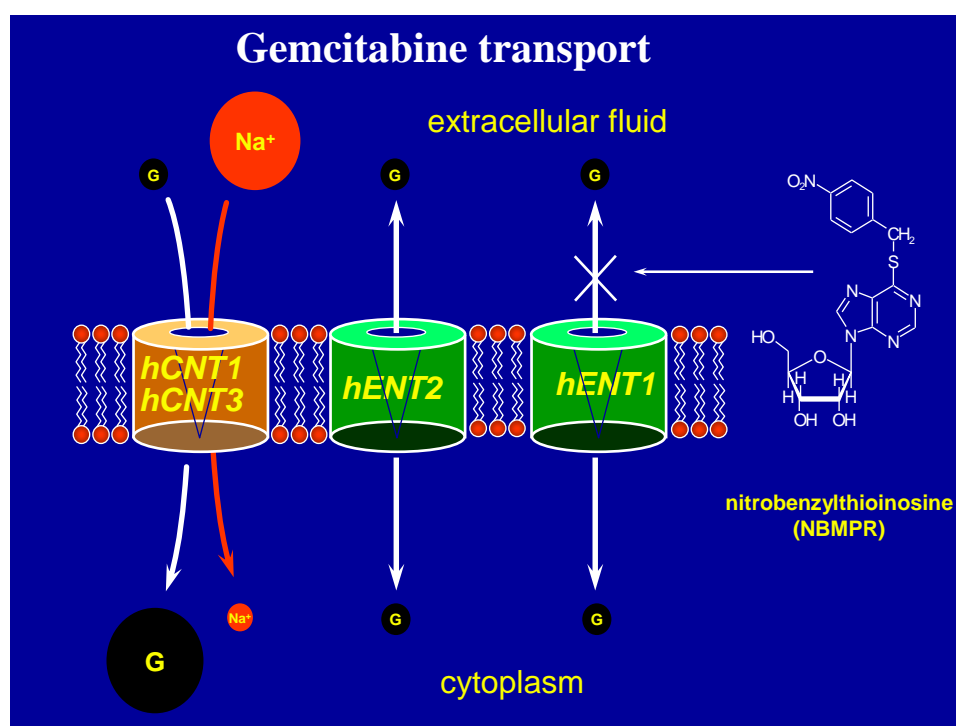 Gemcitabine transport
extracellular fluid
Na⁺
G
G
G
O₂N
CH₂
S
N
N
N
N
HO
O
H
H
H
H
OH
OH
hCNT1
hCNT3
hENT2
hENT1
nitrobenzylthioinosine
(NBMPR)
Na⁺
G
G
G
cytoplasm